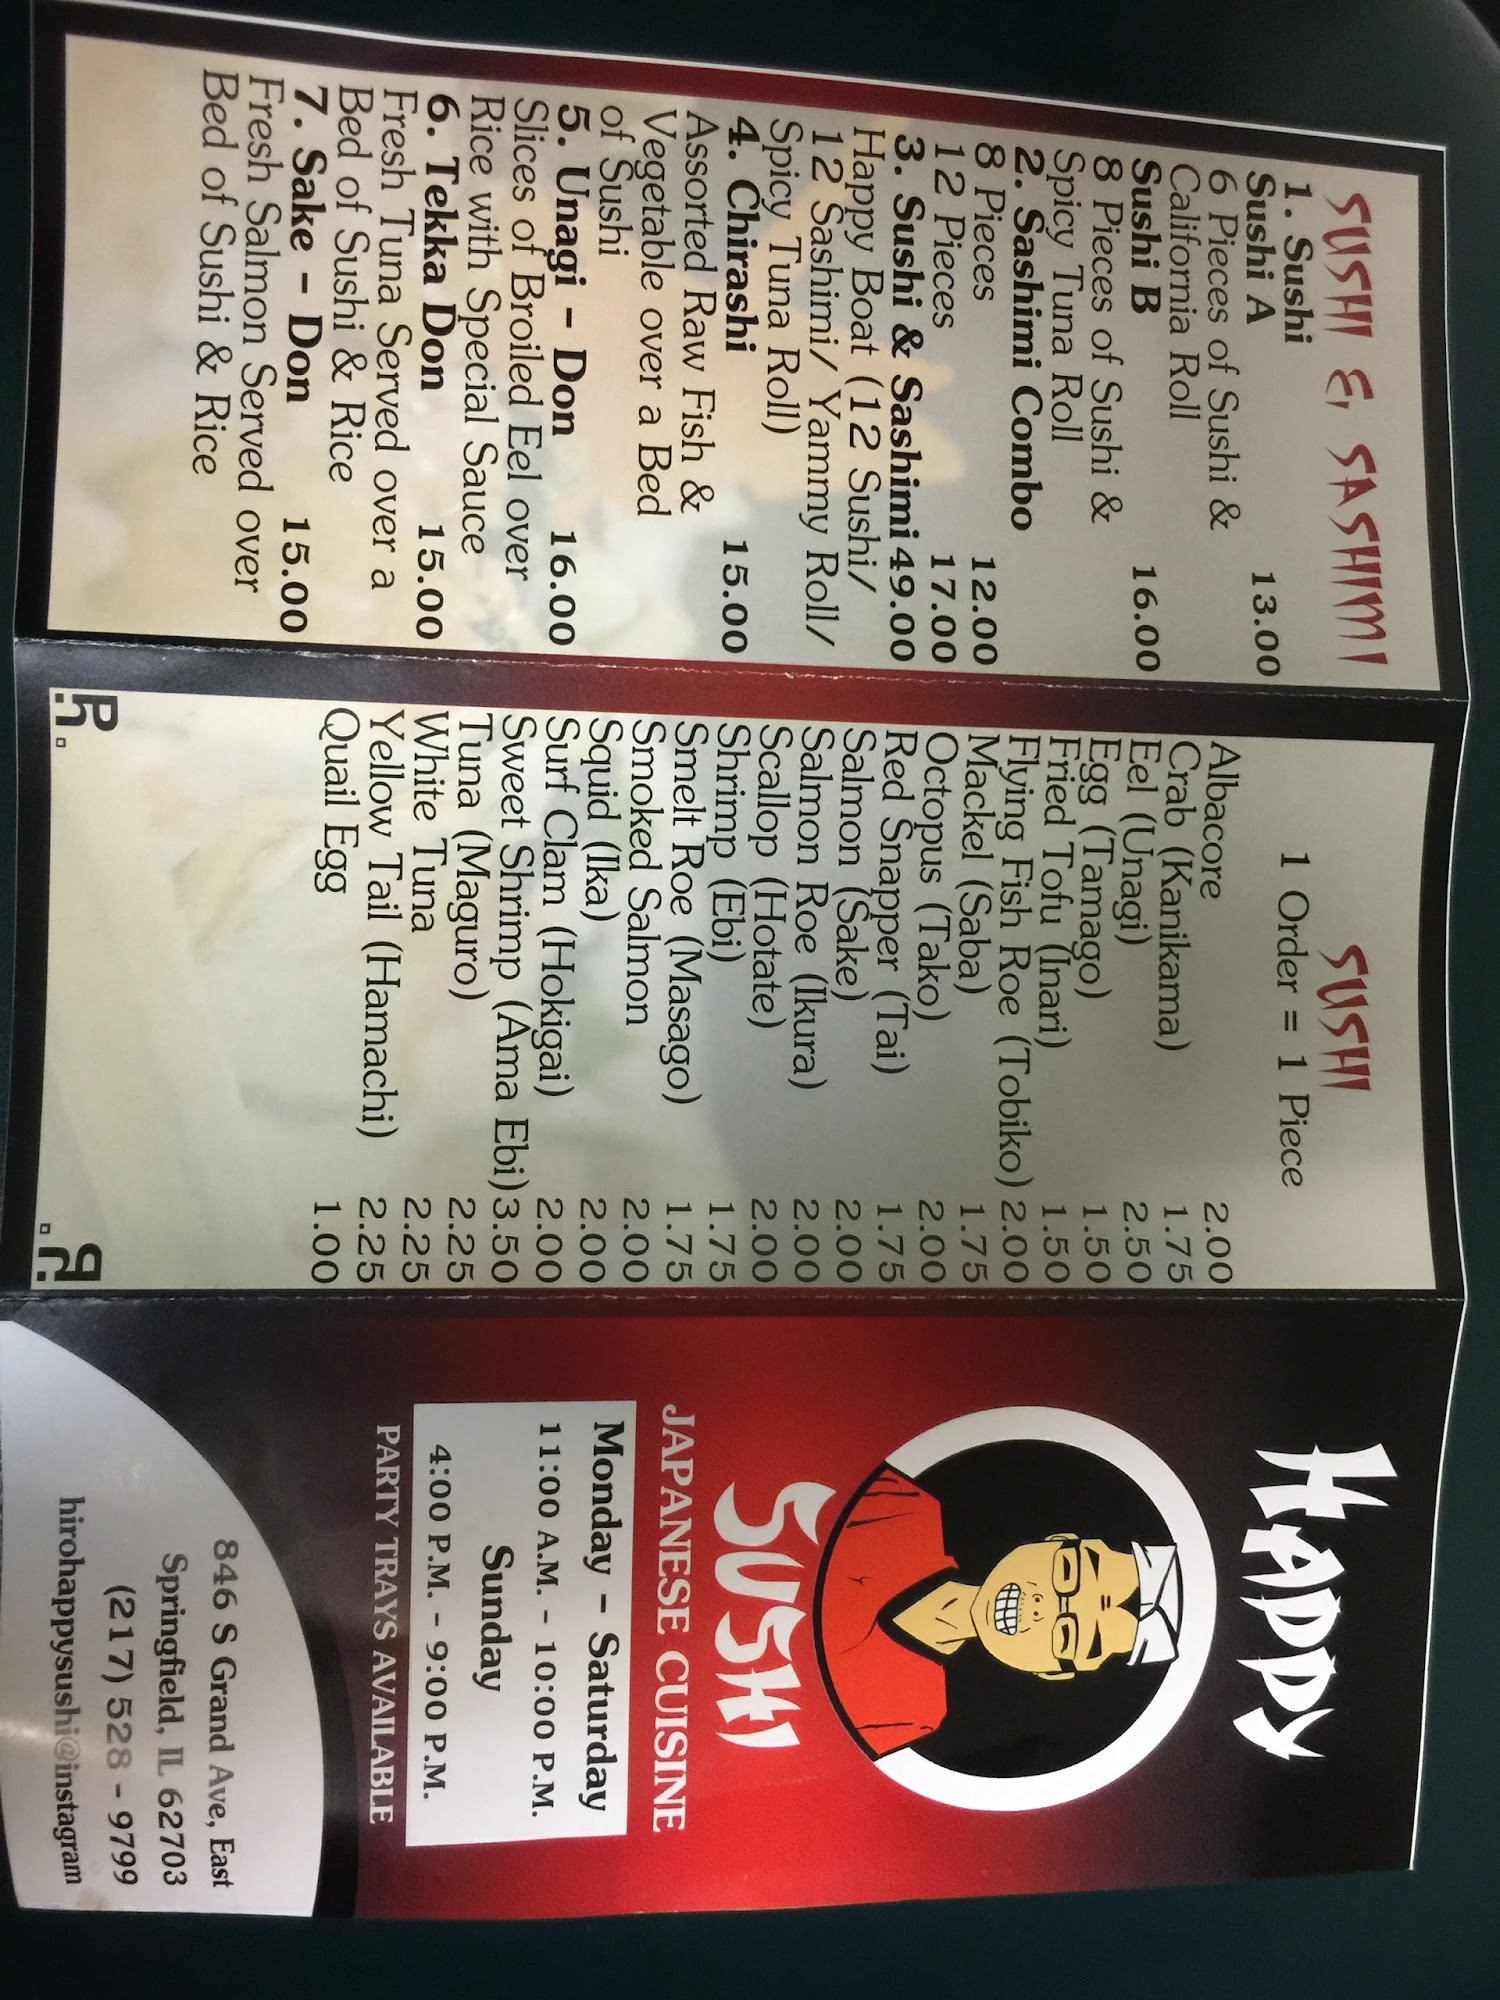 SUSHI & SASHIMI
1. Sushi
Sushi A 13.00
6 Pieces of Sushi &
California Roll
Sushi B 16.00
8 Pieces of Sushi &
Spicy Tuna Roll
2. Sashimi Combo
8 Pieces 12.00
12 Pieces 17.00
3. Sushi & Sashimi 49.00
Happy Boat (12 Sushi/
12 Sashimi/ Yammy Roll/
Spicy Tuna Roll)
4. Chirashi 15.00
Assorted Raw Fish &
Vegetable over a Bed
of Sushi
5. Unagi - Don 16.00
Slices of Broiled Eel over
Rice with Special Sauce
6. Tekka Don 15.00
Fresh Tuna Served over a
Bed of Sushi & Rice
7. Sake - Don 15.00
Fresh Salmon Served over
Bed of Sushi & Rice
SUSHI
1 Order = 1 Piece
Albacore 2.00
Crab (Kanikama) 1.75
Eel (Unagi) 2.50
Egg (Tamago) 1.50
Fried Tofu (Inari) 1.50
Flying Fish Roe (Tobiko) 2.00
Mackel (Saba) 1.75
Octopus (Tako) 2.00
Red Snapper (Tai) 1.75
Salmon (Sake) 2.00
Salmon Roe (Ikura) 2.00
Scallop (Hotate) 2.00
Shrimp (Ebi) 1.75
Smelt Roe (Masago) 1.75
Smoked Salmon 2.00
Squid (Ika) 2.00
Surf Clam (Hokigai) 2.00
Sweet Shrimp (Ama Ebi) 3.50
Tuna (Maguro) 2.25
White Tuna 2.25
Yellow Tail (Hamachi) 2.25
Quail Egg 1.00
HAPPY
SUSHI
JAPANESE CUISINE
Monday - Saturday
11:00 A.M. - 10:00 P.M.
Sunday
4:00 P.M. - 9:00 P.M.
PARTY TRAYS AVAILABLE
846 S Grand Ave, East
Springfield, IL 62703
(217) 528 - 9799
hirohappysushi@instagram